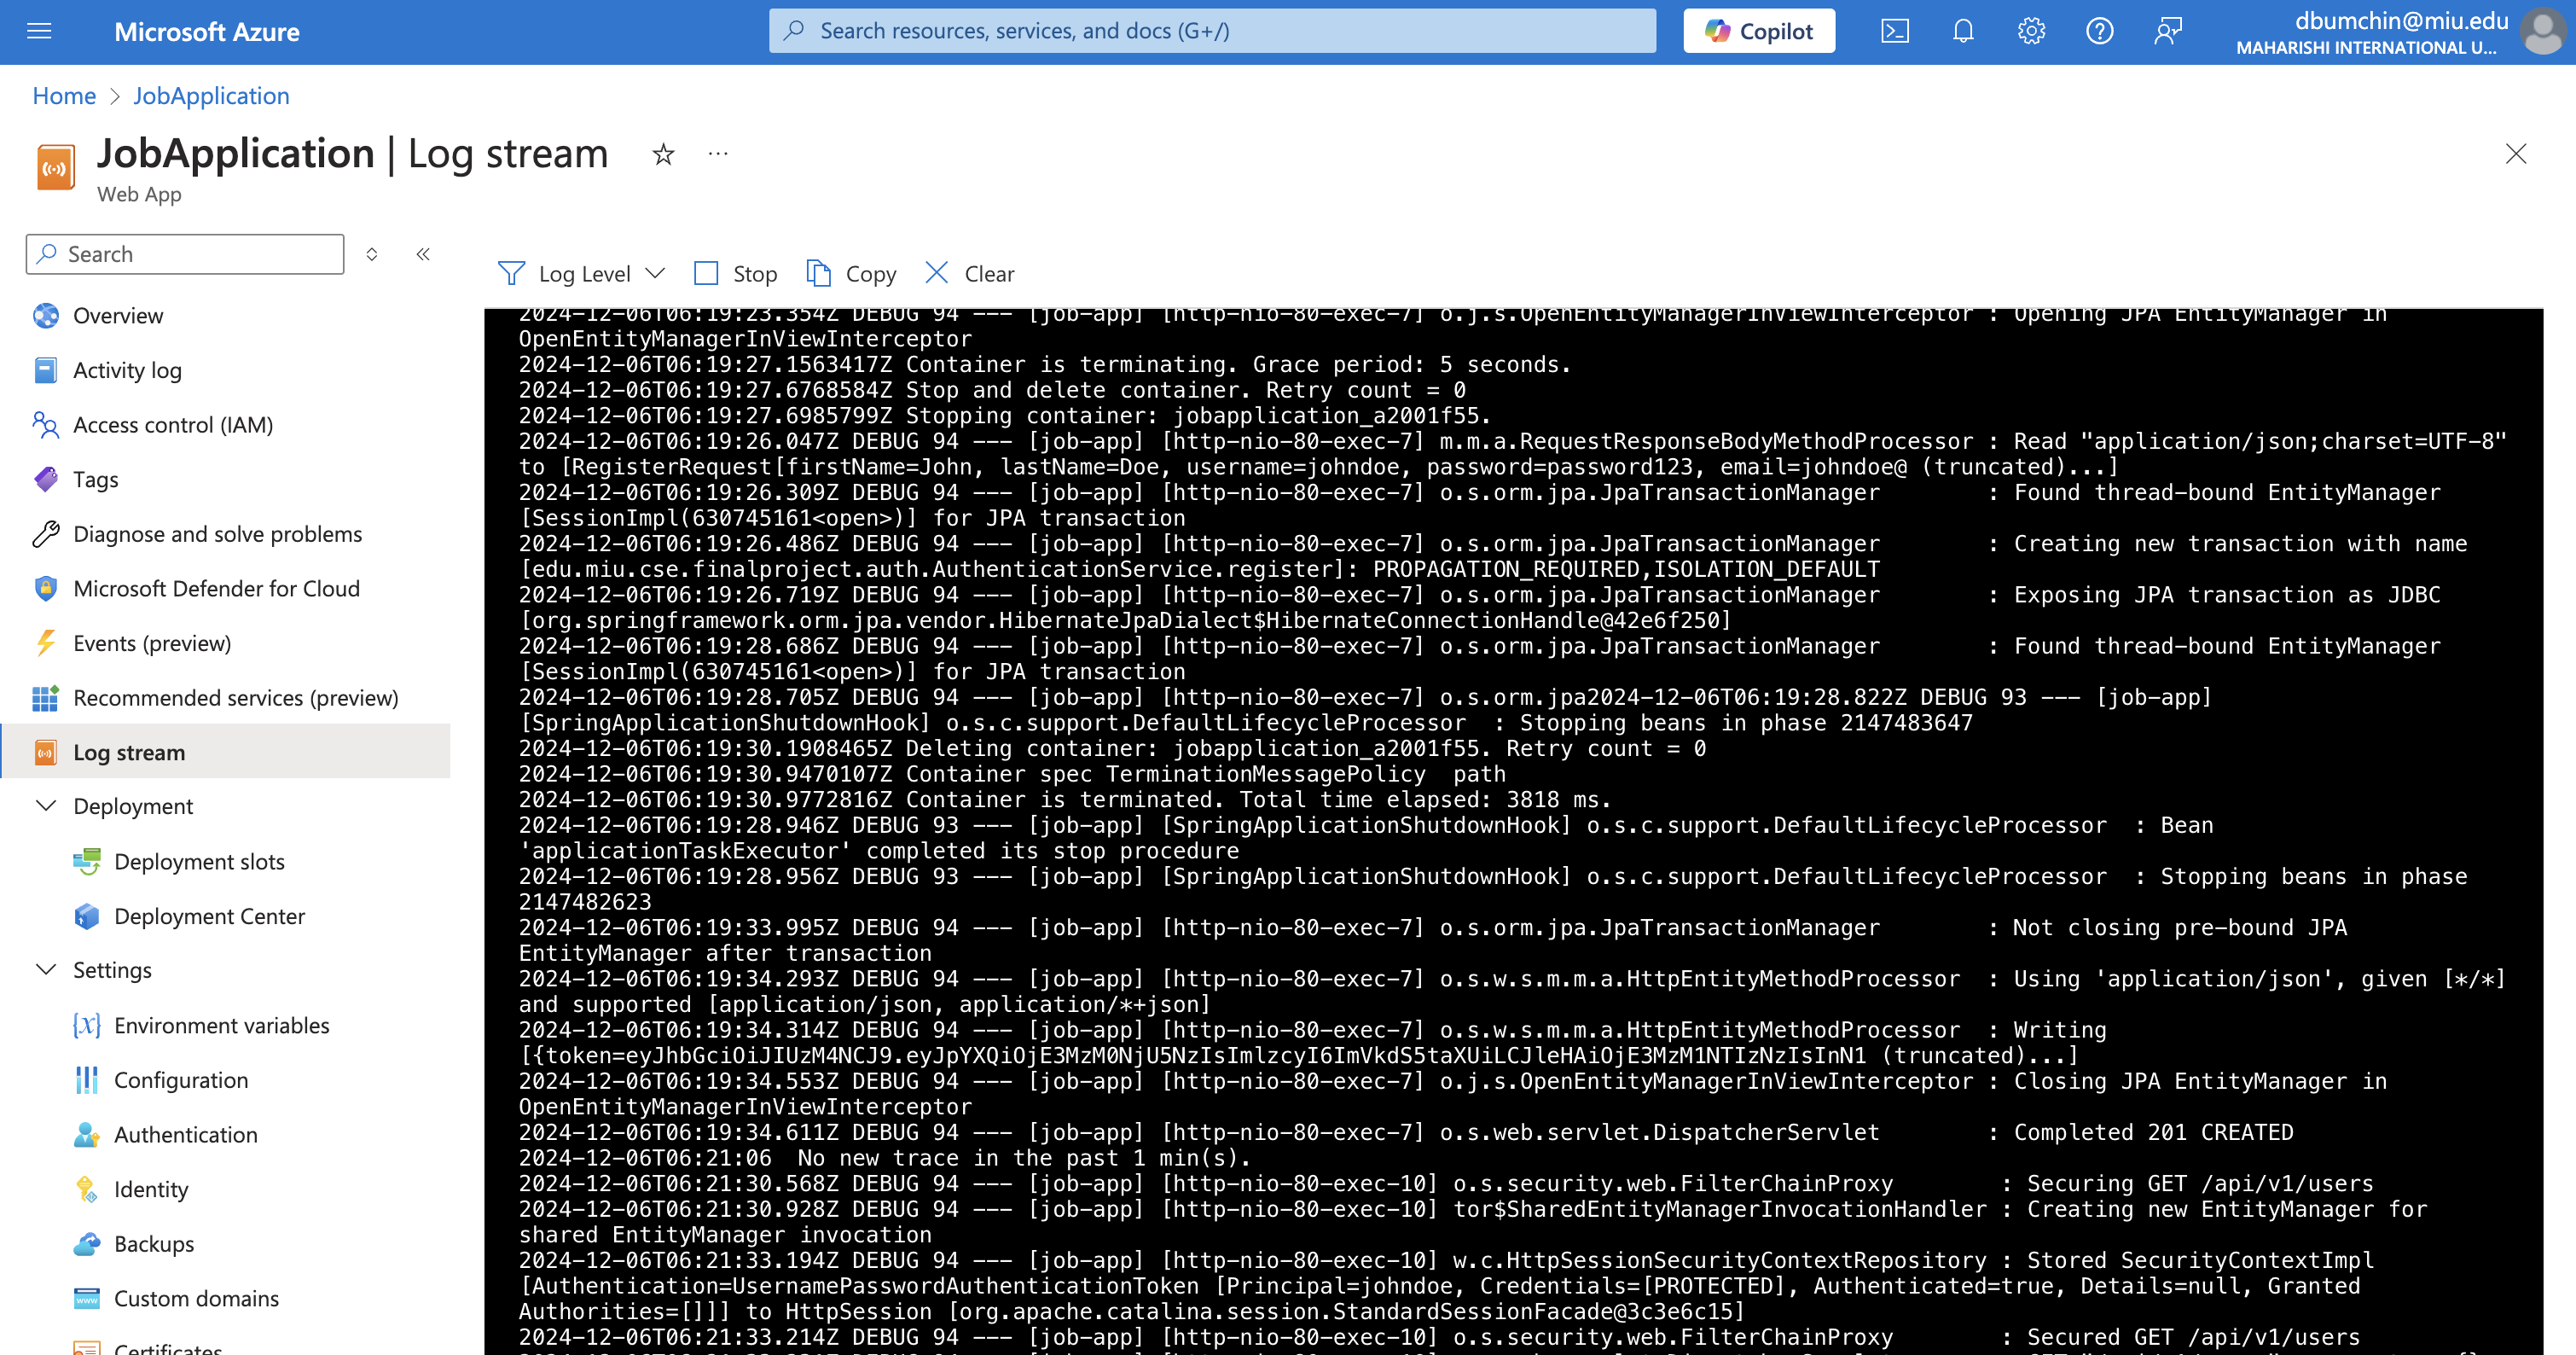 Microsoft Azure
Search resources, services, and docs (G+/)
Copilot
dbumchin@miu.edu
MAHARISHI INTERNATIONAL U...
Home > JobApplication
JobApplication | Log stream
Web App
Search
Overview
Activity log
Access control (IAM)
Tags
Diagnose and solve problems
Microsoft Defender for Cloud
Events (preview)
Recommended services (preview)
Log stream
Deployment
Deployment slots
Deployment Center
Settings
Environment variables
Configuration
Authentication
Identity
Backups
Custom domains
Certificates
Log Level
Stop
Copy
Clear
2024-12-06T06:19:23.354Z DEBUG 94 --- [job-app] [http-nio-80-exec-7] o.j.s.OpenEntityManagerInViewInterceptor : Opening JPA EntityManager in
OpenEntityManagerInViewInterceptor
2024-12-06T06:19:27.1563417Z Container is terminating. Grace period: 5 seconds.
2024-12-06T06:19:27.6768584Z Stop and delete container. Retry count = 0
2024-12-06T06:19:27.6985799Z Stopping container: jobapplication_a2001f55.
2024-12-06T06:19:26.047Z DEBUG 94 --- [job-app] [http-nio-80-exec-7] m.m.a.RequestResponseBodyMethodProcessor : Read "application/json;charset=UTF-8"
to [RegisterRequest[firstName=John, lastName=Doe, username=johndoe, password=password123, email=johndoe@ (truncated)...]
2024-12-06T06:19:26.309Z DEBUG 94 --- [job-app] [http-nio-80-exec-7] o.s.orm.jpa.JpaTransactionManager : Found thread-bound EntityManager
[SessionImpl(630745161<open>)] for JPA transaction
2024-12-06T06:19:26.486Z DEBUG 94 --- [job-app] [http-nio-80-exec-7] o.s.orm.jpa.JpaTransactionManager : Creating new transaction with name
[edu.miu.cse.finalproject.auth.AuthenticationService.register]: PROPAGATION_REQUIRED,ISOLATION_DEFAULT
2024-12-06T06:19:26.719Z DEBUG 94 --- [job-app] [http-nio-80-exec-7] o.s.orm.jpa.JpaTransactionManager : Exposing JPA transaction as JDBC
[org.springframework.orm.jpa.vendor.HibernateJpaDialect$HibernateConnectionHandle@42e6f250]
2024-12-06T06:19:28.686Z DEBUG 94 --- [job-app] [http-nio-80-exec-7] o.s.orm.jpa.JpaTransactionManager : Found thread-bound EntityManager
[SessionImpl(630745161<open>)] for JPA transaction
2024-12-06T06:19:28.705Z DEBUG 94 --- [job-app] [http-nio-80-exec-7] o.s.orm.jpa2024-12-06T06:19:28.822Z DEBUG 93 --- [job-app]
[SpringApplicationShutdownHook] o.s.c.support.DefaultLifecycleProcessor : Stopping beans in phase 2147483647
2024-12-06T06:19:30.1908465Z Deleting container: jobapplication_a2001f55. Retry count = 0
2024-12-06T06:19:30.9470107Z Container spec TerminationMessagePolicy path
2024-12-06T06:19:30.9772816Z Container is terminated. Total time elapsed: 3818 ms.
2024-12-06T06:19:28.946Z DEBUG 93 --- [job-app] [SpringApplicationShutdownHook] o.s.c.support.DefaultLifecycleProcessor : Bean
'applicationTaskExecutor' completed its stop procedure
2024-12-06T06:19:28.956Z DEBUG 93 --- [job-app] [SpringApplicationShutdownHook] o.s.c.support.DefaultLifecycleProcessor : Stopping beans in phase
2147482623
2024-12-06T06:19:33.995Z DEBUG 94 --- [job-app] [http-nio-80-exec-7] o.s.orm.jpa.JpaTransactionManager : Not closing pre-bound JPA
EntityManager after transaction
2024-12-06T06:19:34.293Z DEBUG 94 --- [job-app] [http-nio-80-exec-7] o.s.w.s.m.m.a.HttpEntityMethodProcessor : Using 'application/json', given [*/*]
and supported [application/json, application/*+json]
2024-12-06T06:19:34.314Z DEBUG 94 --- [job-app] [http-nio-80-exec-7] o.s.w.s.m.m.a.HttpEntityMethodProcessor : Writing
[{token=eyJhbGciOiJIUzM4NCJ9.eyJpYXQiOjE3MzM0NjU5NzIsImlzcyI6ImVkdS5taXUiLCJleHAiOjE3MzM1NTIzNzIsInN1 (truncated)...]
2024-12-06T06:19:34.553Z DEBUG 94 --- [job-app] [http-nio-80-exec-7] o.j.s.OpenEntityManagerInViewInterceptor : Closing JPA EntityManager in
OpenEntityManagerInViewInterceptor
2024-12-06T06:19:34.611Z DEBUG 94 --- [job-app] [http-nio-80-exec-7] o.s.web.servlet.DispatcherServlet : Completed 201 CREATED
2024-12-06T06:21:06 No new trace in the past 1 min(s).
2024-12-06T06:21:30.568Z DEBUG 94 --- [job-app] [http-nio-80-exec-10] o.s.security.web.FilterChainProxy : Securing GET /api/v1/users
2024-12-06T06:21:30.928Z DEBUG 94 --- [job-app] [http-nio-80-exec-10] tor$SharedEntityManagerInvocationHandler : Creating new EntityManager for
shared EntityManager invocation
2024-12-06T06:21:33.194Z DEBUG 94 --- [job-app] [http-nio-80-exec-10] w.c.HttpSessionSecurityContextRepository : Stored SecurityContextImpl
[Authentication=UsernamePasswordAuthenticationToken [Principal=johndoe, Credentials=[PROTECTED], Authenticated=true, Details=null, Granted
Authorities=[]]] to HttpSession [org.apache.catalina.session.StandardSessionFacade@3c3e6c15]
2024-12-06T06:21:33.214Z DEBUG 94 --- [job-app] [http-nio-80-exec-10] o.s.security.web.FilterChainProxy : Secured GET /api/v1/users